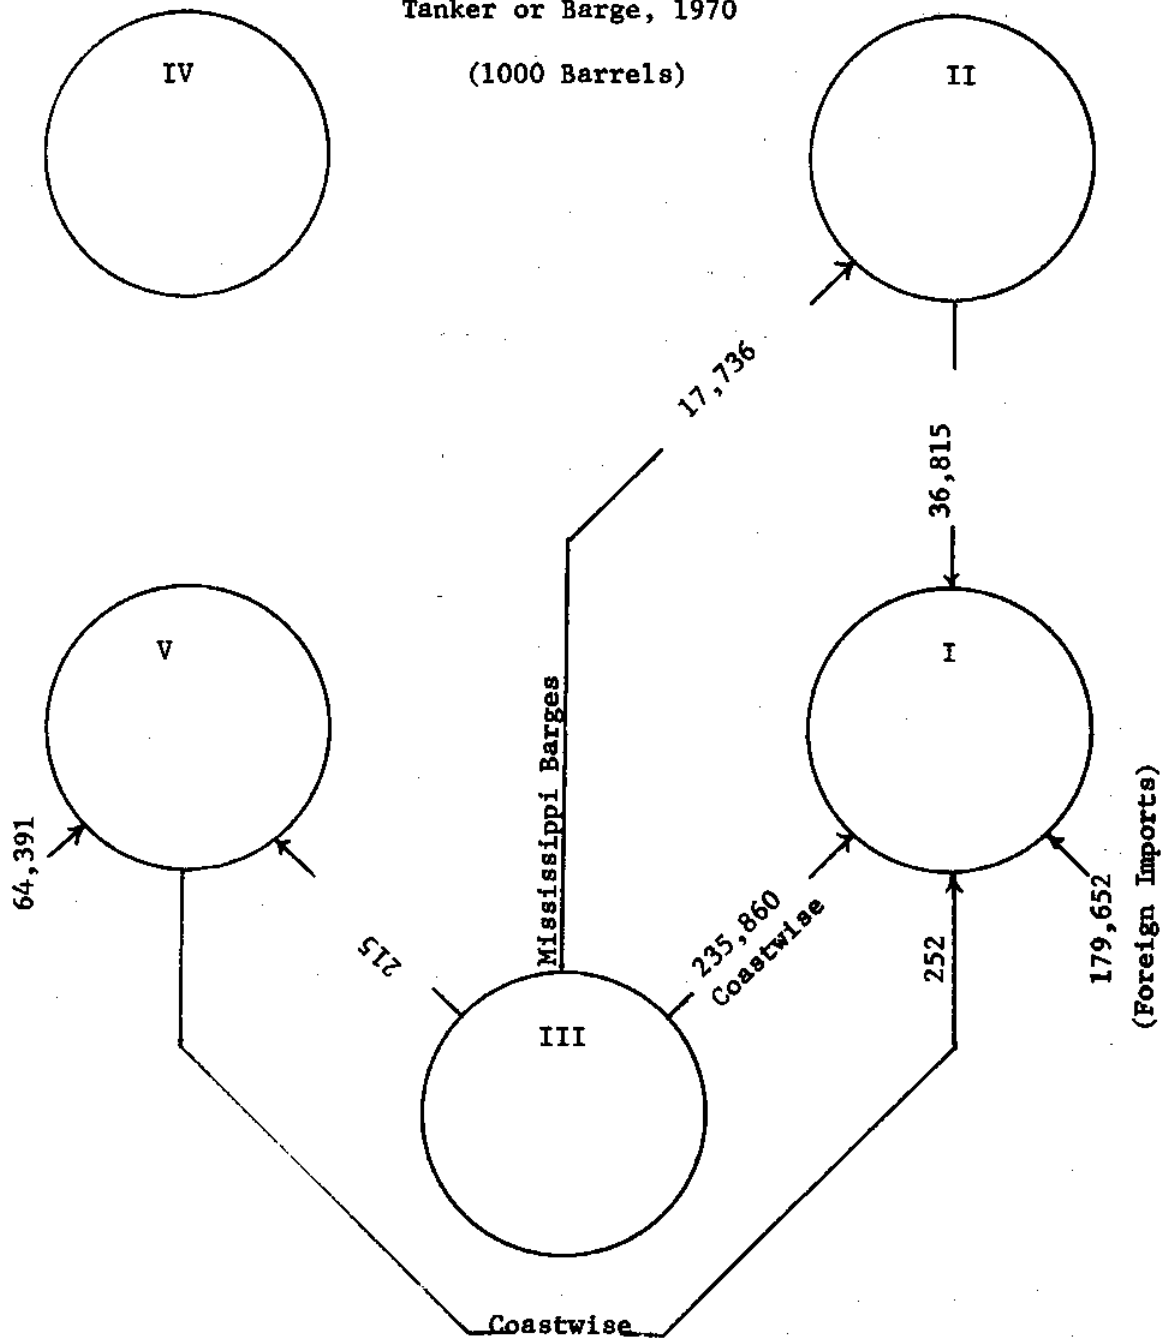 Tanker or Barge, 1970
(1000 Barrels)
IV
II
17,736
36,815
V
I
Mississippi Barges
64,391
215
235,860
Coastwise
252
179,652
(Foreign Imports)
III
Coastwise